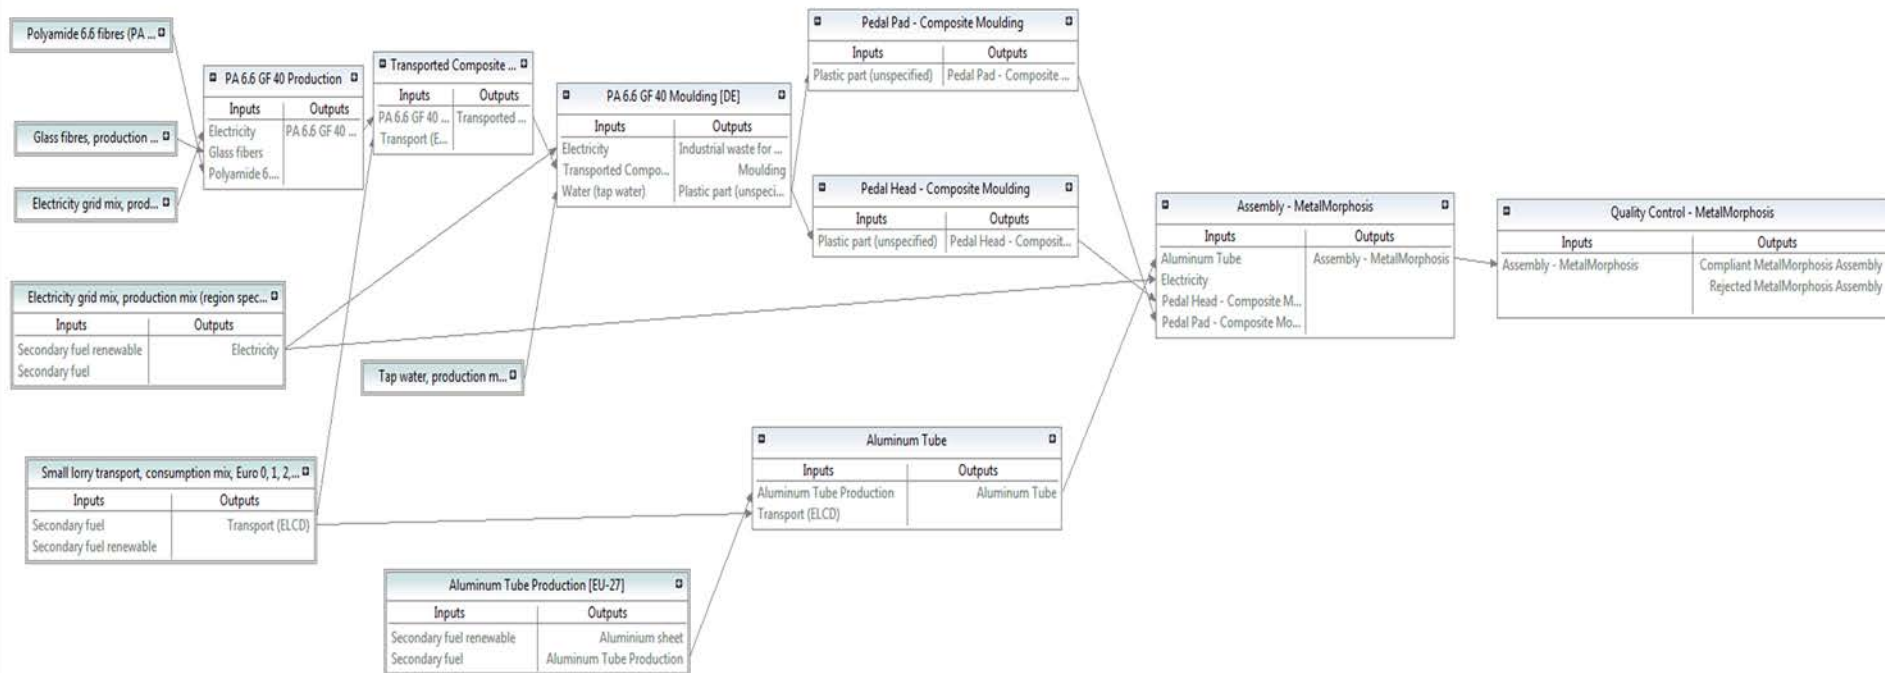 Polyamide 6.6 fibres (PA ...
Glass fibres, production ...
Electricity grid mix, prod...
PA 6.6 GF 40 Production
Inputs Outputs
Electricity PA 6.6 GF 40 ...
Glass fibers
Polyamide 6....
Transported Composite ...
Inputs Outputs
PA 6.6 GF 40 ... Transported ...
Transport (E...
PA 6.6 GF 40 Moulding [DE]
Inputs Outputs
Electricity Industrial waste for ...
Transported Compo... Moulding
Water (tap water) Plastic part (unspeci...
Pedal Pad - Composite Moulding
Inputs Outputs
Plastic part (unspecified) Pedal Pad - Composite ...
Pedal Head - Composite Moulding
Inputs Outputs
Plastic part (unspecified) Pedal Head - Composit...
Assembly - MetalMorphosis
Inputs Outputs
Aluminum Tube Assembly - MetalMorphosis
Electricity
Pedal Head - Composite M...
Pedal Pad - Composite Mo...
Quality Control - MetalMorphosis
Inputs Outputs
Assembly - MetalMorphosis Compliant MetalMorphosis Assembly
Rejected MetalMorphosis Assembly
Electricity grid mix, production mix (region spec...
Inputs Outputs
Secondary fuel renewable Electricity
Secondary fuel
Tap water, production m...
Small lorry transport, consumption mix, Euro 0, 1, 2,...
Inputs Outputs
Secondary fuel Transport (ELCD)
Secondary fuel renewable
Aluminum Tube
Inputs Outputs
Aluminum Tube Production Aluminum Tube
Transport (ELCD)
Aluminum Tube Production [EU-27]
Inputs Outputs
Secondary fuel renewable Aluminium sheet
Secondary fuel Aluminum Tube Production